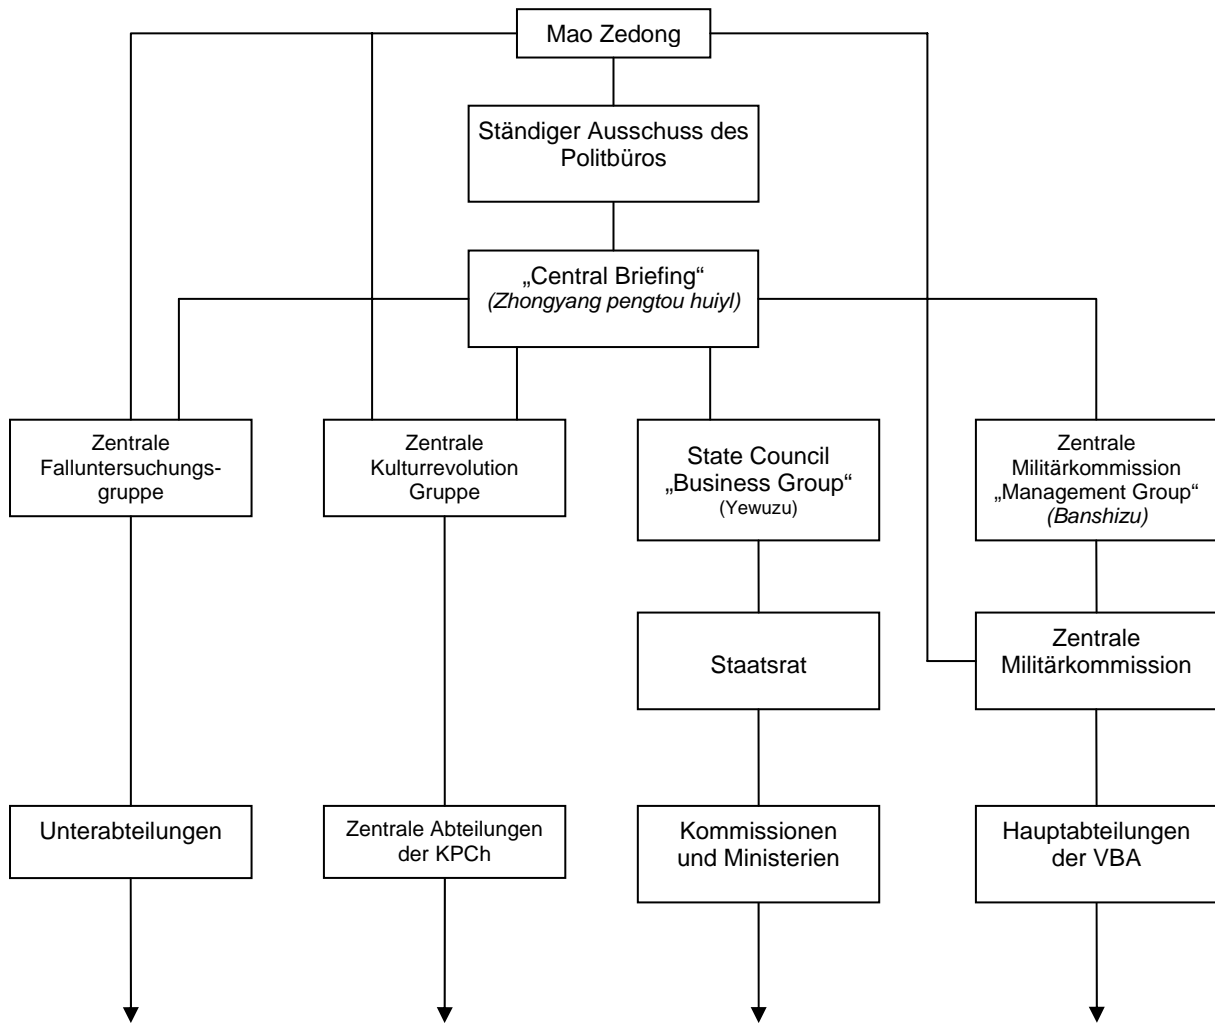 Mao Zedong
Ständiger Ausschuss des
Politbüros
„Central Briefing“
(Zhongyang pengtou huiyl)
Zentrale
Falluntersuchungs-
gruppe
Zentrale
Kulturrevolution
Gruppe
State Council
„Business Group“
(Yewuzu)
Zentrale
Militärkommission
„Management Group“
(Banshizu)
Staatsrat
Zentrale
Militärkommission
Unterabteilungen
Zentrale Abteilungen
der KPCh
Kommissionen
und Ministerien
Hauptabteilungen
der VBA